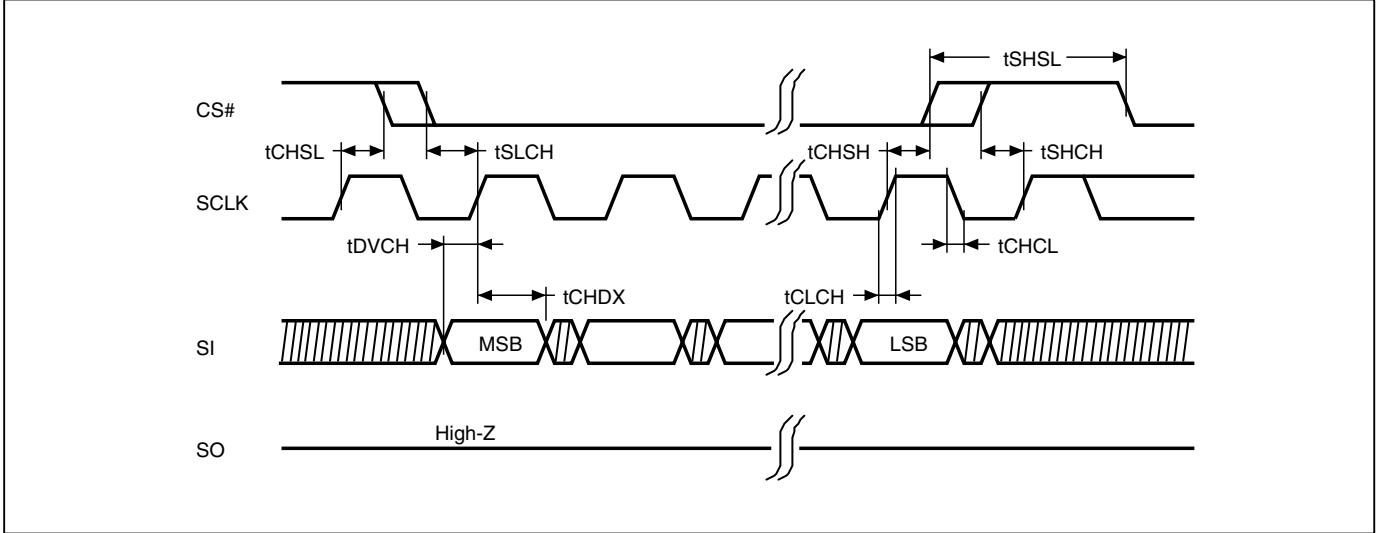 tSHSL
CS#
tCHSL
tSLCH
tCHSH
tSHCH
SCLK
tDVCH
tCHCL
tCHDX
tCLCH
SI
MSB
LSB
High-Z
SO